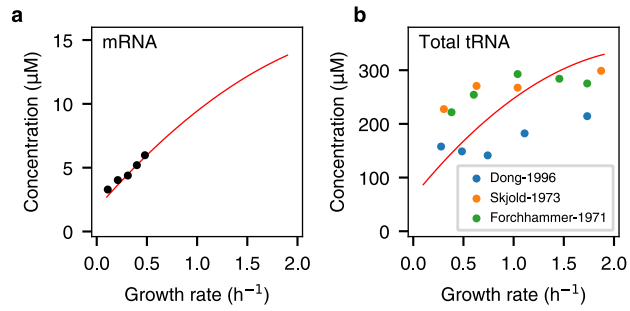 a
mRNA
15
10
5
0
Concentration (μM)
0.0 0.5 1.0 1.5 2.0
Growth rate (h⁻¹)
b
Total tRNA
300
200
100
0
Concentration (μM)
Dong-1996
Skjold-1973
Forchhammer-1971
0.0 0.5 1.0 1.5 2.0
Growth rate (h⁻¹)